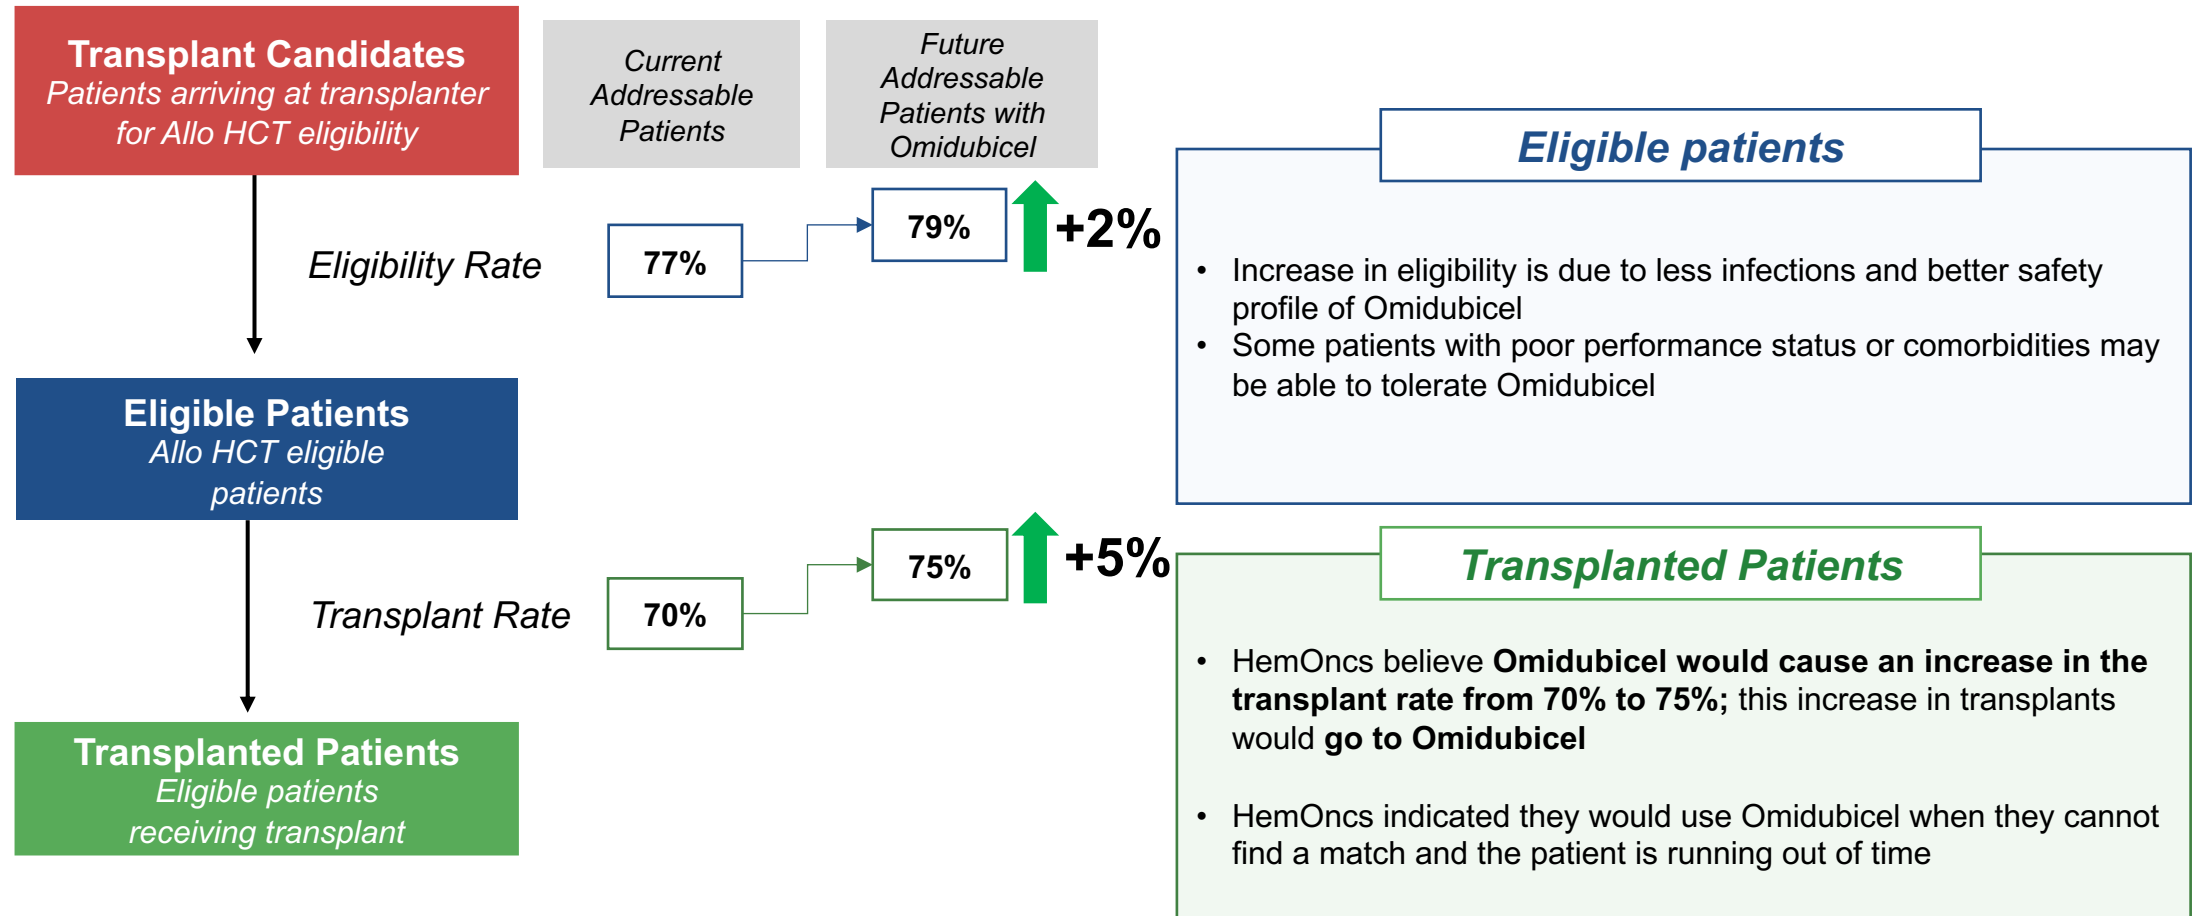 Transplant Candidates
Patients arriving at transplanter
for Allo HCT eligibility
Current
Addressable
Patients
Future
Addressable
Patients with
Omidubicel
Eligibility Rate
77%
79%
+2%
Eligible patients
• Increase in eligibility is due to less infections and better safety
profile of Omidubicel
• Some patients with poor performance status or comorbidities may
be able to tolerate Omidubicel
Eligible Patients
Allo HCT eligible
patients
Transplant Rate
70%
75%
+5%
Transplanted Patients
• HemOncs believe Omidubicel would cause an increase in the
transplant rate from 70% to 75%; this increase in transplants
would go to Omidubicel
• HemOncs indicated they would use Omidubicel when they cannot
find a match and the patient is running out of time
Transplanted Patients
Eligible patients
receiving transplant